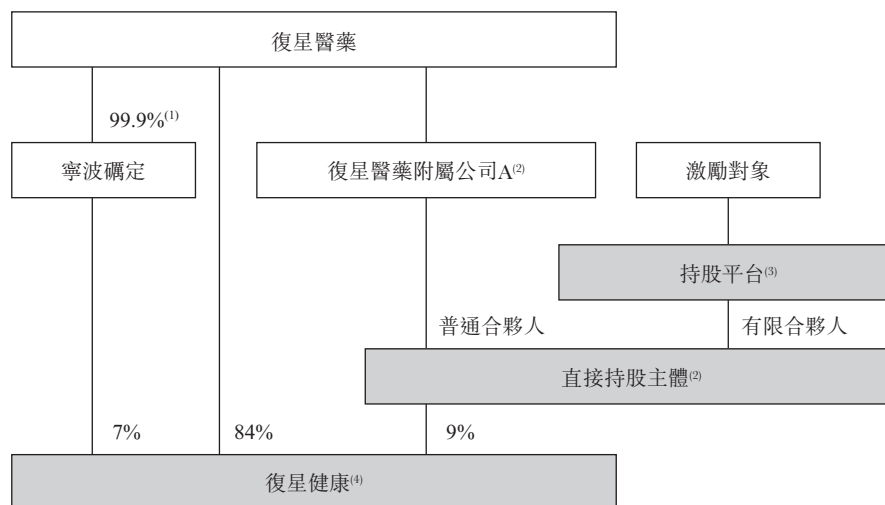 復星醫藥
99.9%(1)
寧波礪定
復星醫藥附屬公司A(2)
激勵對象
持股平台(3)
普通合夥人
有限合夥人
直接持股主體(2)
7%
84%
9%
復星健康(4)